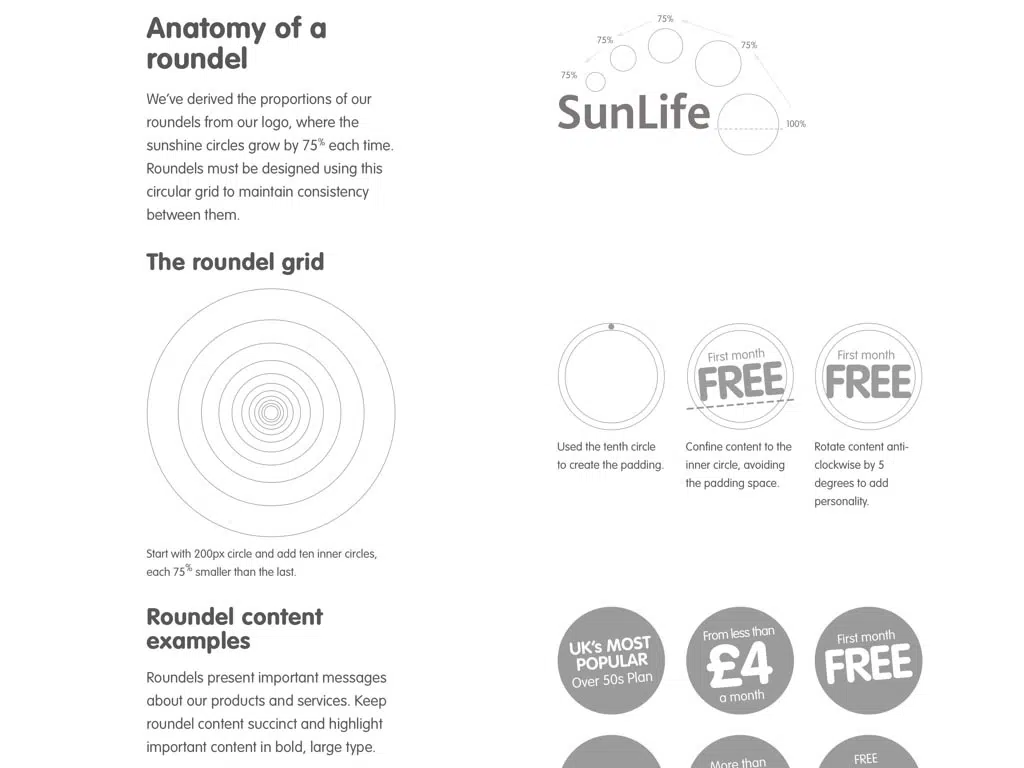 Anatomy of a
roundel
We've derived the proportions of our
roundels from our logo, where the
sunshine circles grow by 75% each time.
Roundels must be designed using this
circular grid to maintain consistency
between them.
75%
75%
75%
75%
100%
SunLife
The roundel grid
Start with 200px circle and add ten inner circles,
each 75% smaller than the last.
First month
FREE
First month
FREE
Used the tenth circle
to create the padding.
Confine content to the
inner circle, avoiding
the padding space.
Rotate content anti-
clockwise by 5
degrees to add
personality.
Roundel content
examples
Roundels present important messages
about our products and services. Keep
roundel content succinct and highlight
important content in bold, large type.
UK's MOST
POPULAR
Over 50s Plan
From less than
£4
a month
First month
FREE
More than
FREE